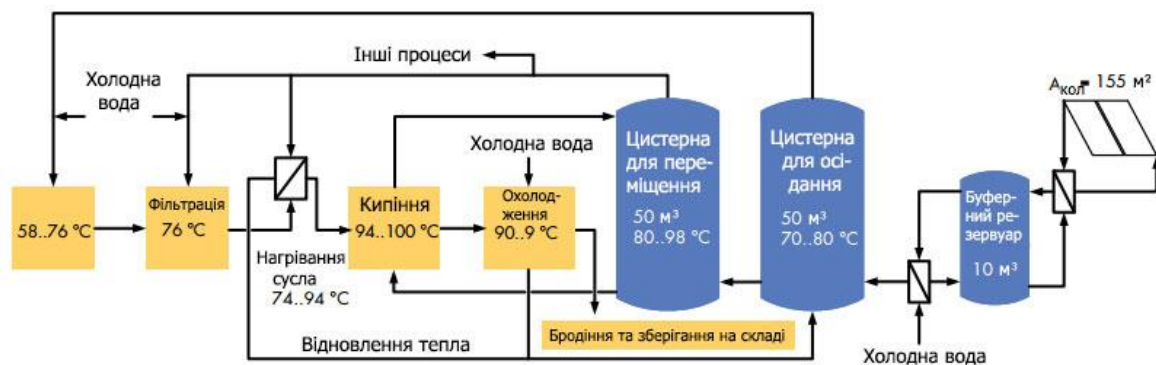 Інші процеси
Холодна
вода
Aкол= 155 м²
58..76 °C
Фільтрація
76 °C
Нагрівання
сусла
74..94 °C
Кипіння
94..100 °C
Холодна вода
Охолод-
ження
90..9 °C
Цистерна
для пере-
міщення
50 м³
80..98 °C
Цистерна
для осі-
дання
50 м³
70..80 °C
Буфер-
ний ре-
зервуар
10 м³
Бродіння та зберігання на складі
Відновлення тепла
Холодна вода